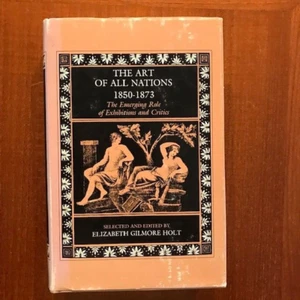 THE ART
OF ALL NATIONS
1850-1873
The Emerging Role
of Exhibitions and Critics
SELECTED AND EDITED BY
ELIZABETH GILMORE HOLT